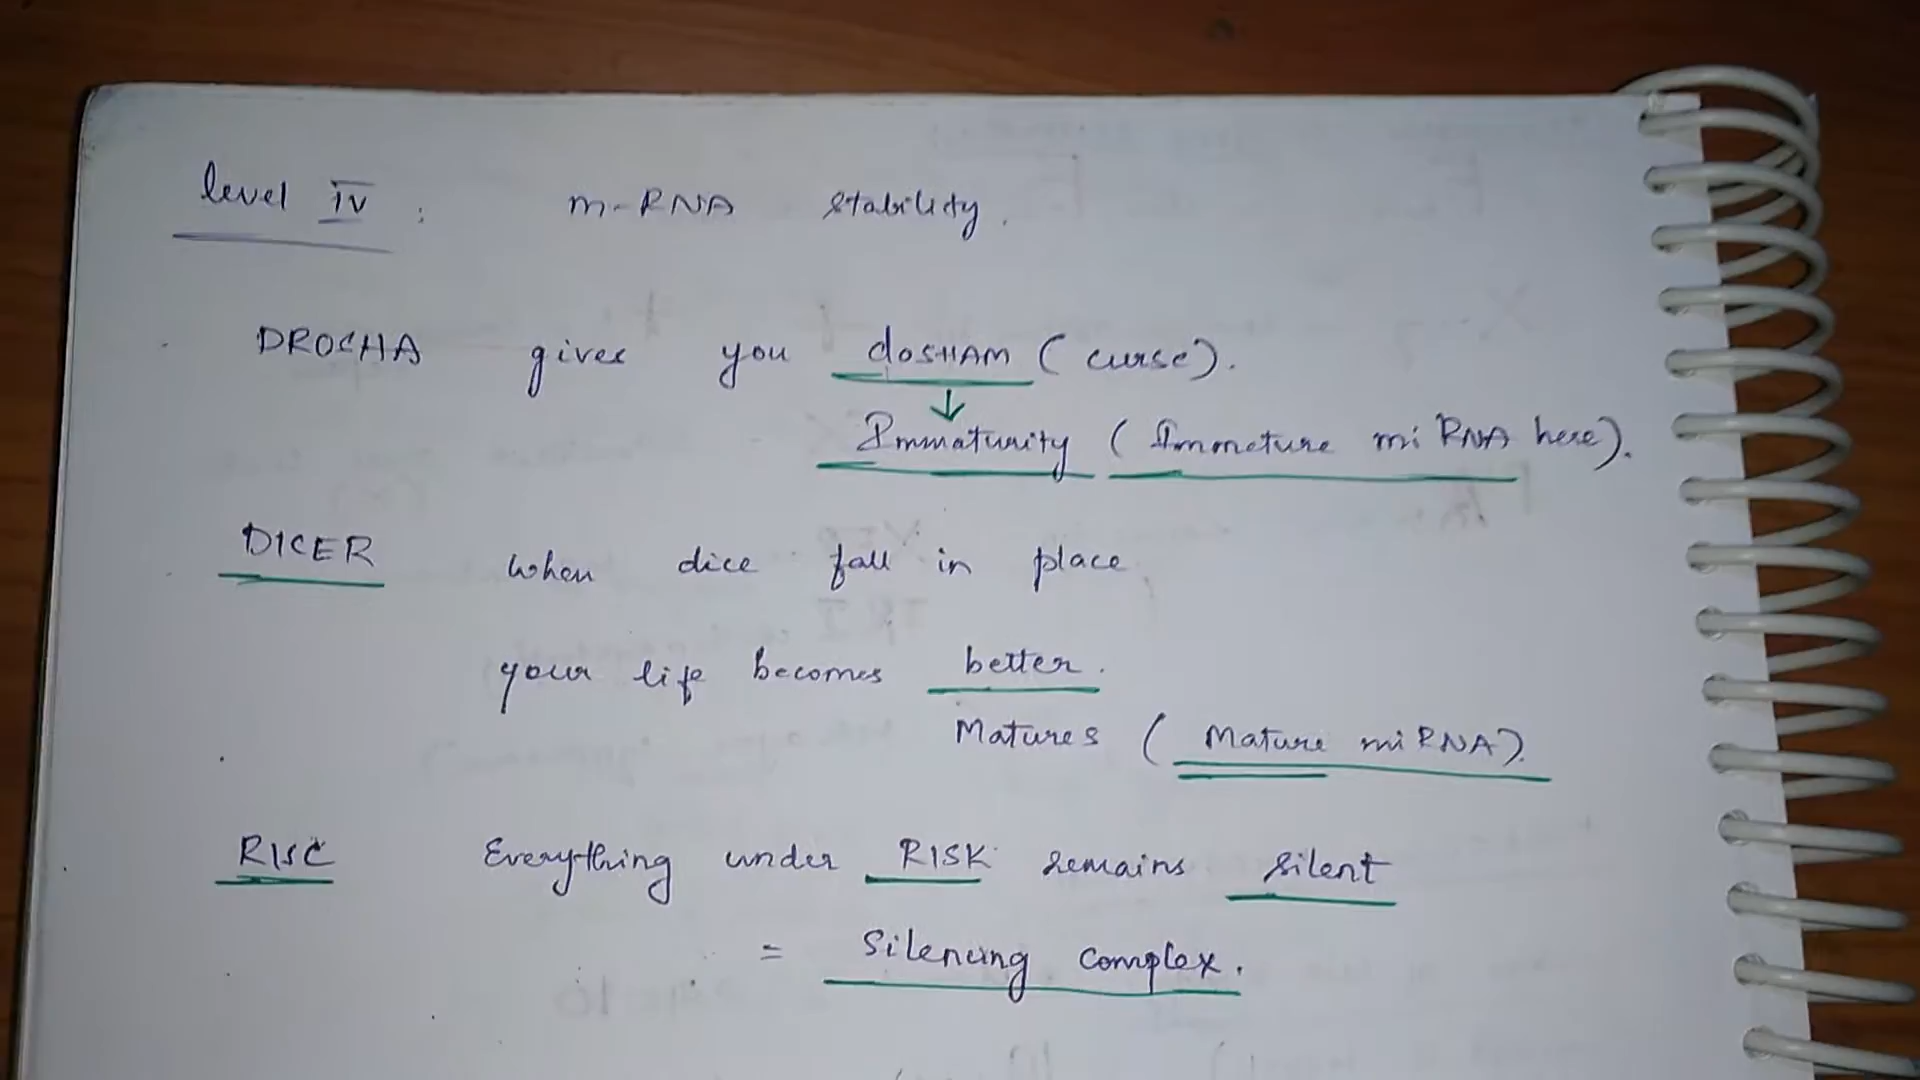 level IV : m-RNA stability.
DROSHA gives you doSHAM (curse).
↓
Immaturity (Immature mi RNA here).
DICER when dice fall in place
your life becomes better.
Matures (Mature mi RNA).
RISC Everything under RISK remains silent
= Silencing complex.